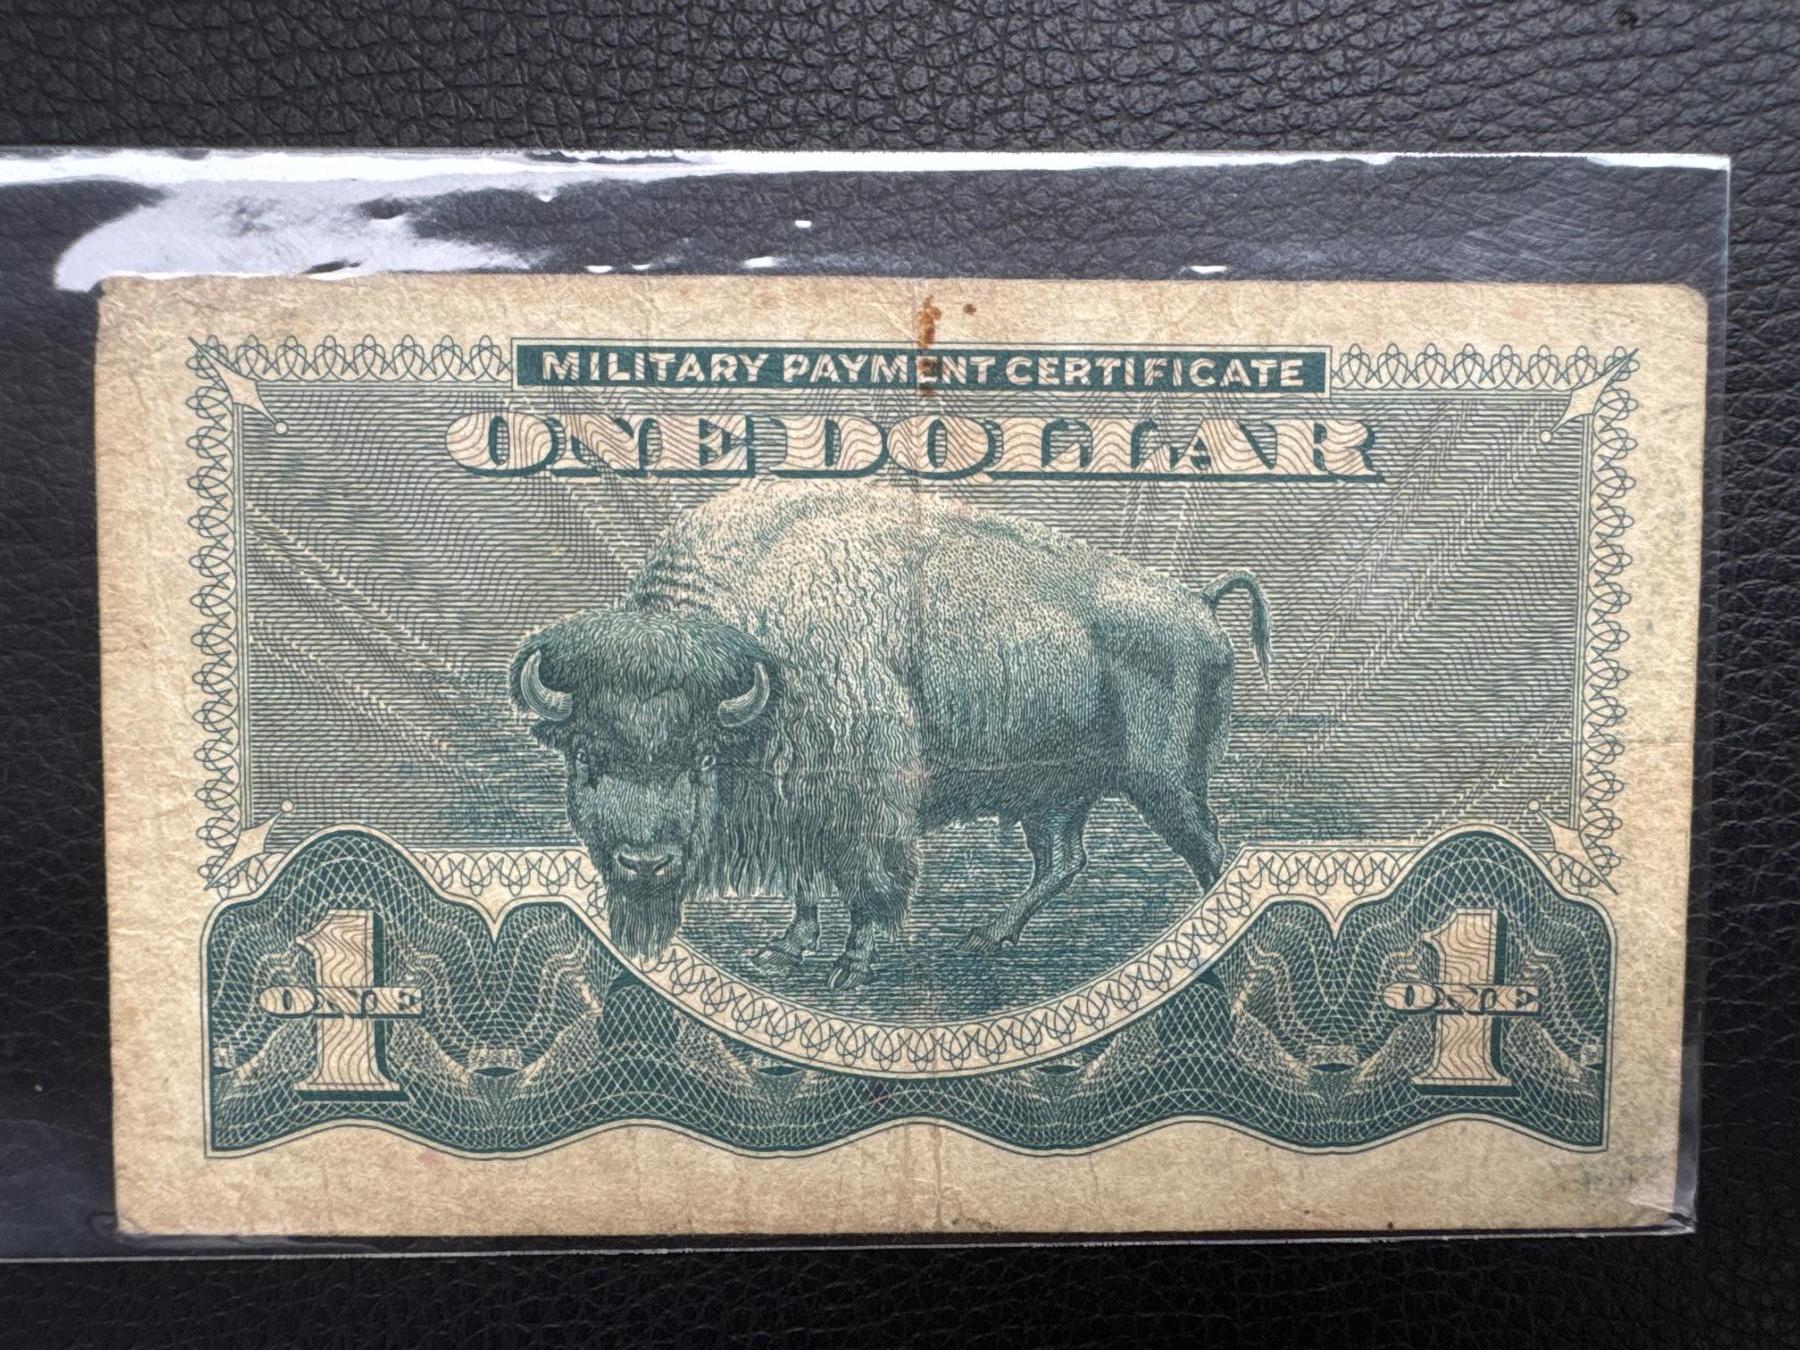 MILITARY PAYMENT CERTIFICATE
ONE DOLLAR
1 1
ONE ONE